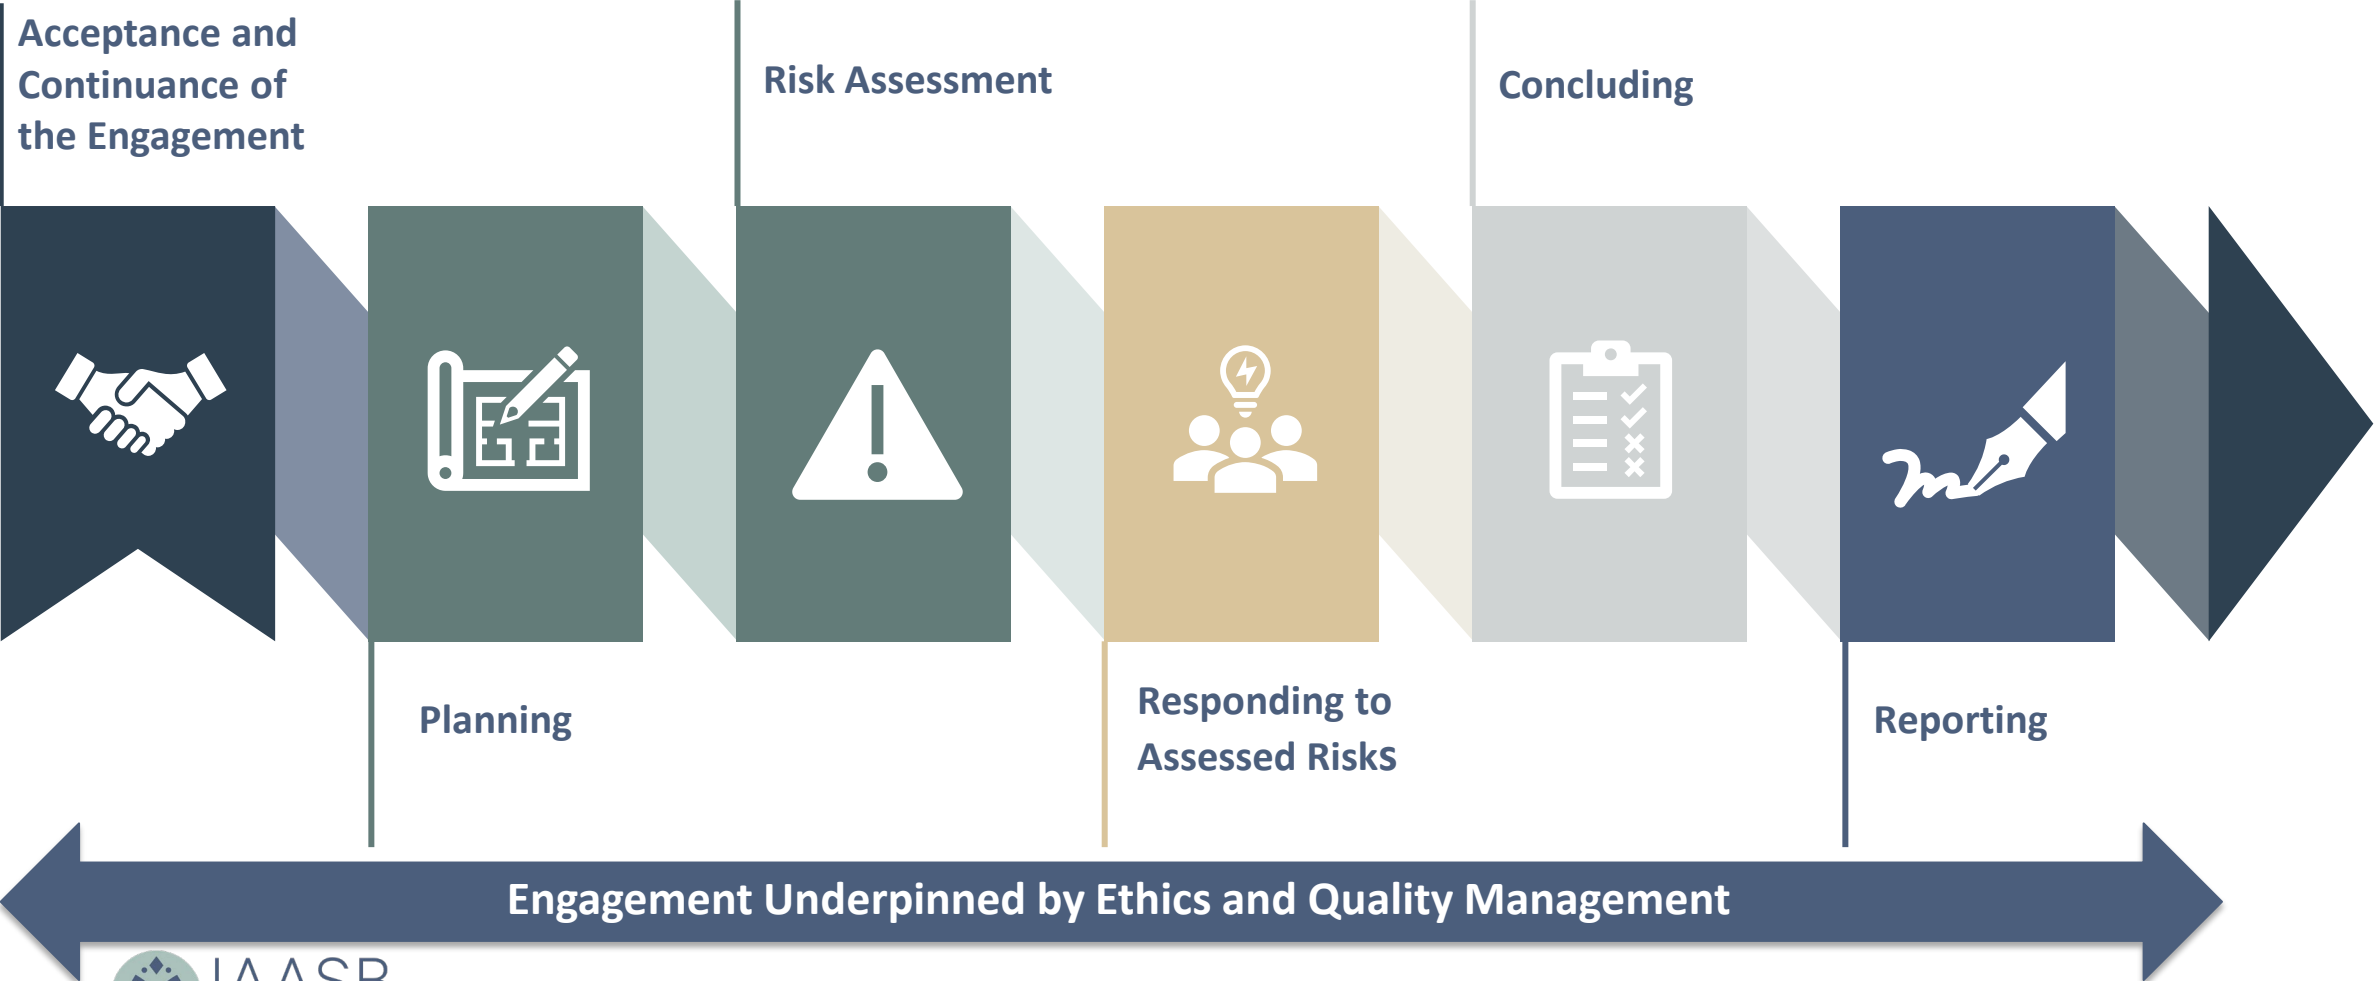 Acceptance and
Continuance of
the Engagement
Risk Assessment
Concluding
Planning
Responding to
Assessed Risks
Reporting
Engagement Underpinned by Ethics and Quality Management
IAASB